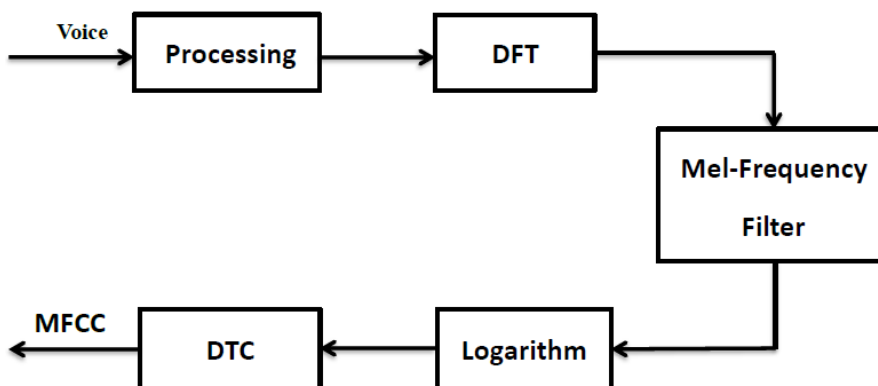 Voice
Processing
DFT
Mel-Frequency
Filter
Logarithm
DTC
MFCC